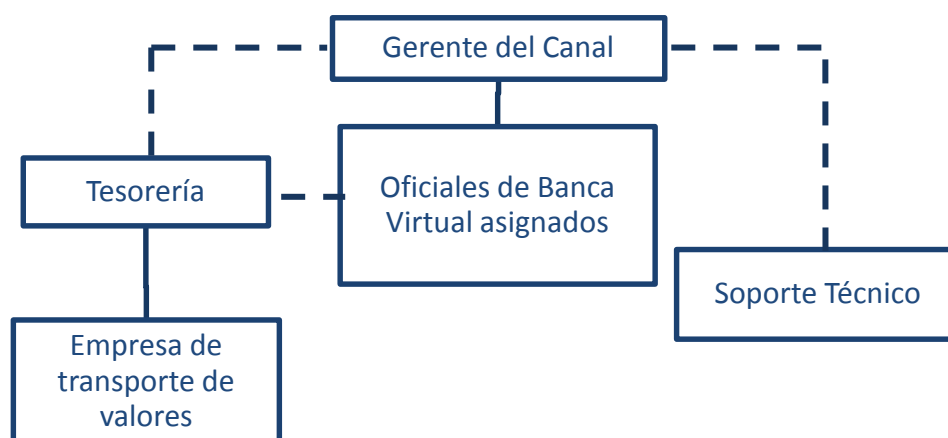 Gerente del Canal
Tesorería
Oficiales de Banca
Virtual asignados
Soporte Técnico
Empresa de
transporte de
valores